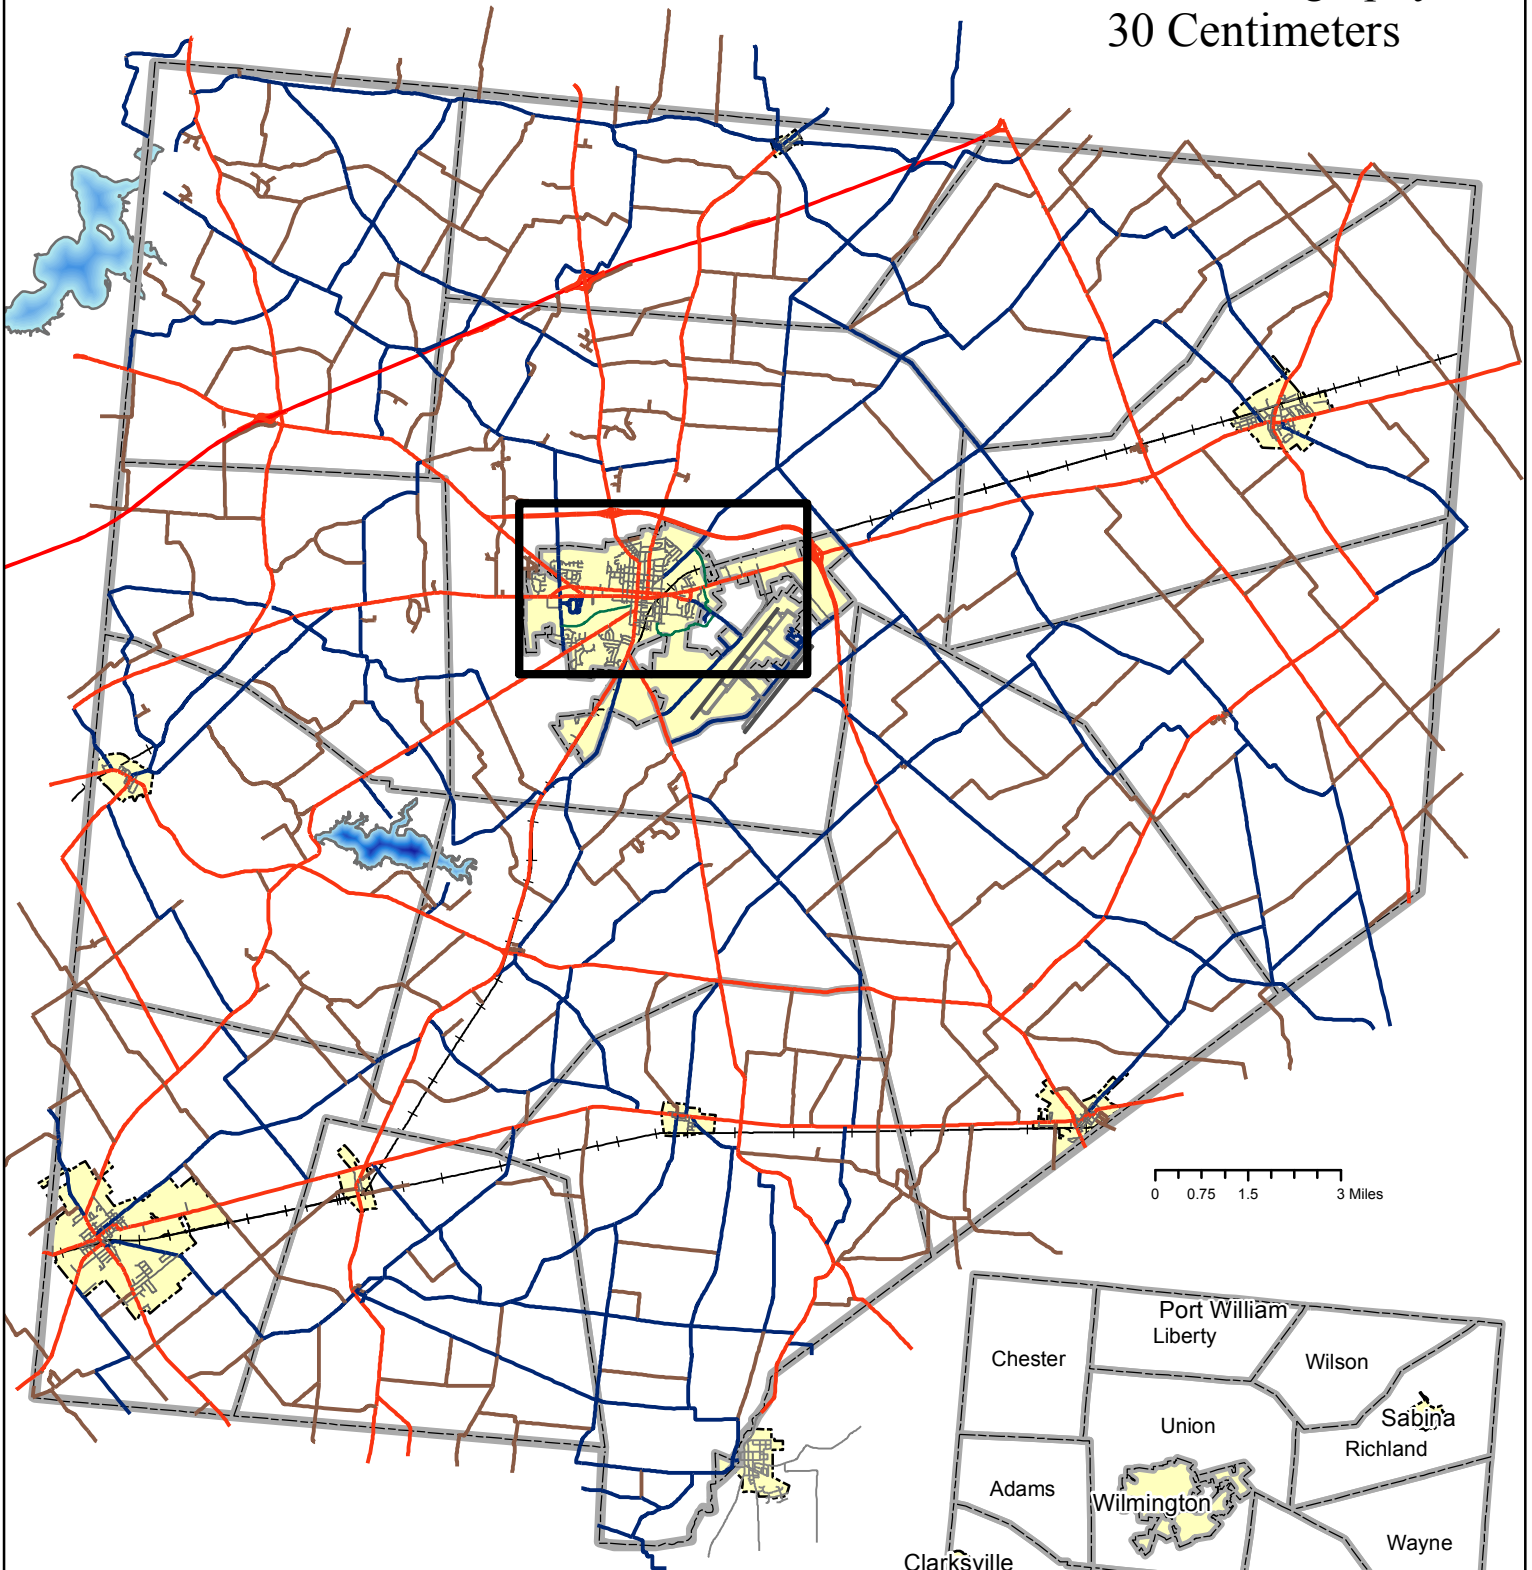 30 Centimeters
0 0.75 1.5 3 Miles
Port William
Liberty
Chester
Wilson
Sabina
Union
Richland
Adams
Wilmington
Wayne
Clarksville